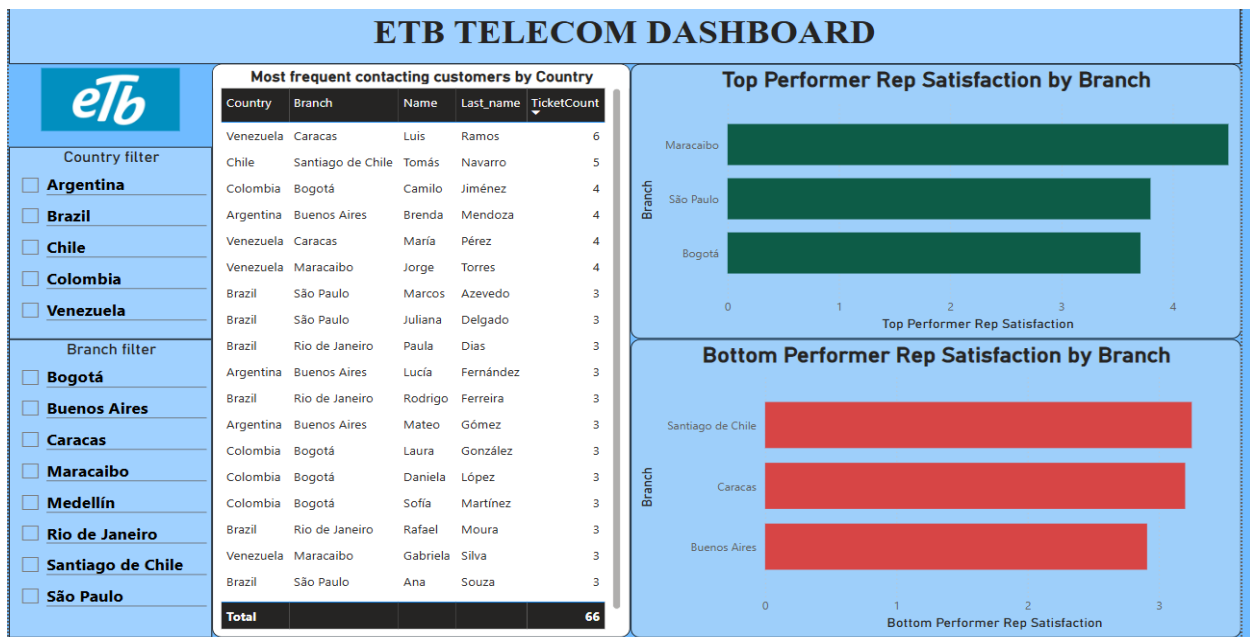 ETB TELECOM DASHBOARD
eTb
Country filter
Argentina
Brazil
Chile
Colombia
Venezuela
Branch filter
Bogotá
Buenos Aires
Caracas
Maracaibo
Medellín
Rio de Janeiro
Santiago de Chile
São Paulo
Most frequent contacting customers by Country
Country Branch Name Last_name TicketCount
Venezuela Caracas Luis Ramos 6
Chile Santiago de Chile Tomás Navarro 5
Colombia Bogotá Camilo Jiménez 4
Argentina Buenos Aires Brenda Mendoza 4
Venezuela Caracas María Pérez 4
Venezuela Maracaibo Jorge Torres 4
Brazil São Paulo Marcos Azevedo 3
Brazil São Paulo Juliana Delgado 3
Brazil Rio de Janeiro Paula Dias 3
Argentina Buenos Aires Lucía Fernández 3
Brazil Rio de Janeiro Rodrigo Ferreira 3
Argentina Buenos Aires Mateo Gómez 3
Colombia Bogotá Laura González 3
Colombia Bogotá Daniela López 3
Colombia Bogotá Sofía Martínez 3
Brazil Rio de Janeiro Rafael Moura 3
Venezuela Maracaibo Gabriela Silva 3
Brazil São Paulo Ana Souza 3
Total 66
Top Performer Rep Satisfaction by Branch
Branch
Maracaibo
São Paulo
Bogotá
0 1 2 3 4
Top Performer Rep Satisfaction
Bottom Performer Rep Satisfaction by Branch
Branch
Santiago de Chile
Caracas
Buenos Aires
0 1 2 3
Bottom Performer Rep Satisfaction